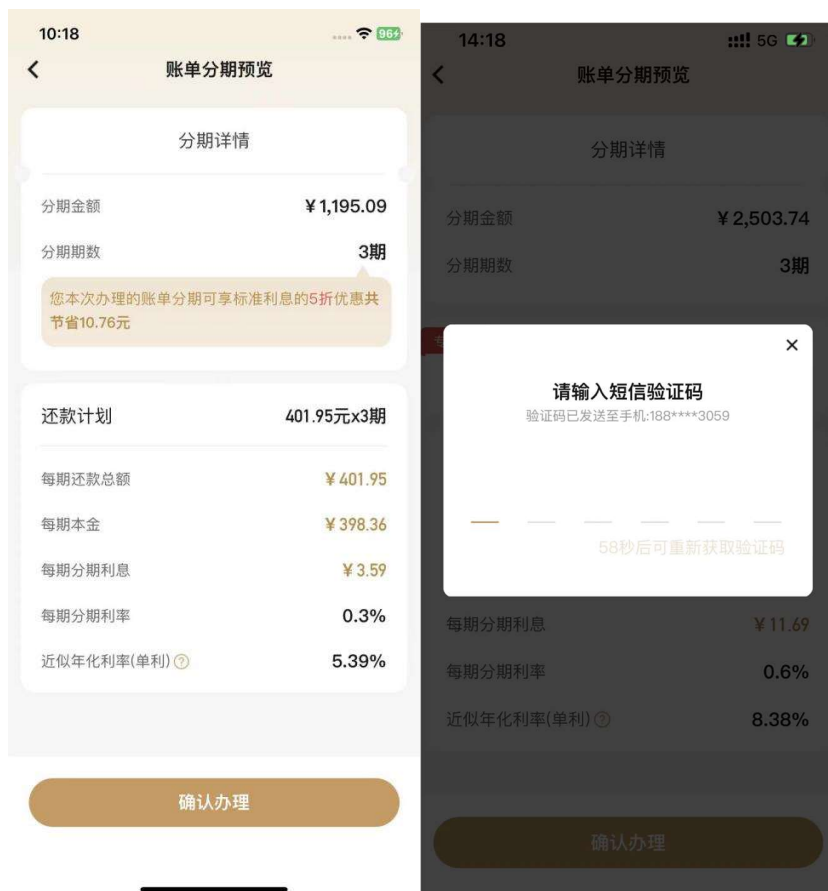 10:18
96
账单分期预览
分期详情
分期金额
¥1,195.09
分期期数
3期
您本次办理的账单分期可享标准利息的5折优惠共
节省10.76元
还款计划
401.95元x3期
每期还款总额
¥401.95
每期本金
¥398.36
每期分期利息
¥3.59
每期分期利率
0.3%
近似年化利率(单利)?
5.39%
确认办理
14:18
5G
账单分期预览
分期详情
分期金额
¥2,503.74
分期期数
3期
请输入短信验证码
验证码已发送至手机:188****3059
58秒后可重新获取验证码
每期分期利息
¥11.69
每期分期利率
0.6%
近似年化利率(单利)?
8.38%
确认办理